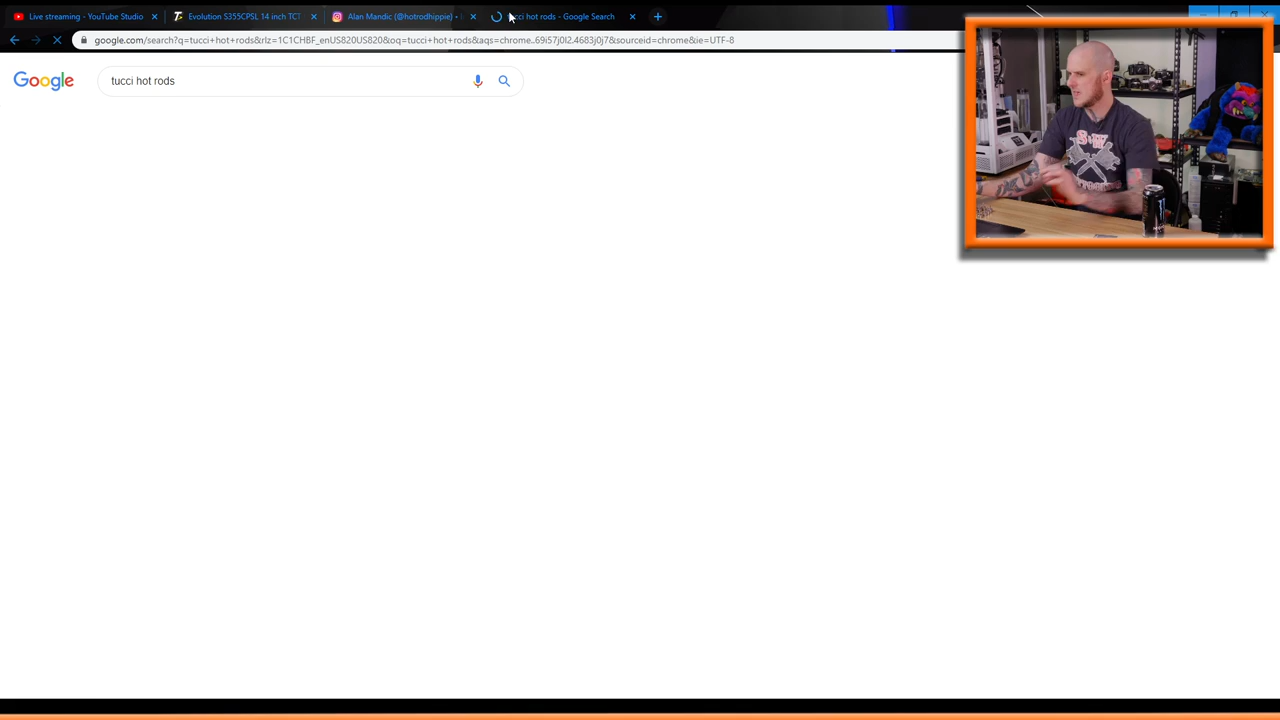 Live streaming - YouTube Studio
Evolution S355CPSL 14 inch TCT
Alan Mandic (@hotrodhippie) •
tucci hot rods - Google Search
google.com/search?q=tucci+hot+rods&rlz=1C1CHBF_enUS820US820&oq=tucci+hot+rods&aqs=chrome..69i57j0l2.4683j0j7&sourceid=chrome&ie=UTF-8
Google
tucci hot rods